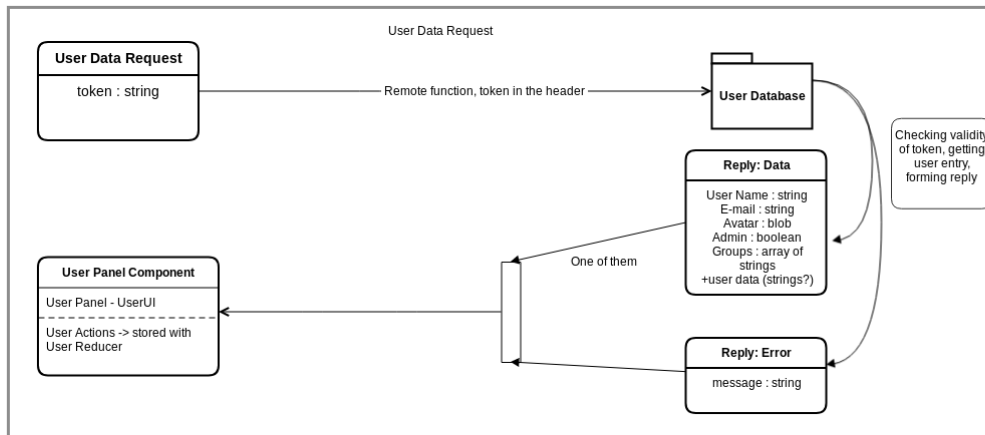 User Data Request
User Data Request
token : string
Remote function, token in the header
User Database
Checking validity
of token, getting
user entry,
forming reply
Reply: Data
User Name : string
E-mail : string
Avatar : blob
Admin : boolean
Groups : array of
strings
+user data (strings?)
One of them
User Panel Component
User Panel - UserUI
User Actions -> stored with
User Reducer
Reply: Error
message : string